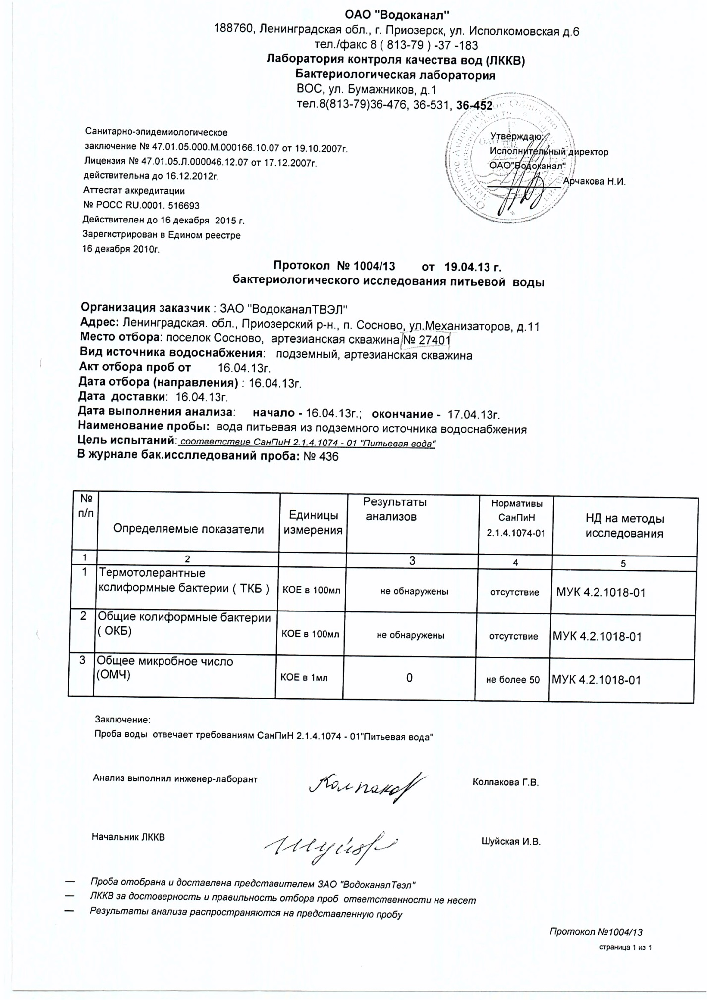 ОАО "Водоканал"
188760, Ленинградская обл., г. Приозерск, ул. Исполкомовская д.6
тел./факс 8 ( 813-79 ) -37 -183
Лаборатория контроля качества вод (ЛККВ)
Бактериологическая лаборатория
ВОС, ул. Бумажников, д.1
тел.8(813-79)36-476, 36-531, 36-452
Санитарно-эпидемиологическое
заключение № 47.01.05.000.М.000166.10.07 от 19.10.2007г.
Лицензия № 47.01.05.Л.000046.12.07 от 17.12.2007г.
действительна до 16.12.2012г.
Аттестат аккредитации
№ РОСС RU.0001. 516693
Действителен до 16 декабря 2015 г.
Зарегистрирован в Едином реестре
16 декабря 2010г.
Утверждаю:
Исполнительный директор
ОАО"Водоканал"
Арчакова Н.И.
Открытое Акционерное Общество
Протокол № 1004/13 от 19.04.13 г.
бактериологического исследования питьевой воды
Организация заказчик : ЗАО "ВодоканалТВЭЛ"
Адрес: Ленинградская. обл., Приозерский р-н., п. Сосново, ул.Механизаторов, д.11
Место отбора: поселок Сосново, артезианская скважина № 27401
Вид источника водоснабжения: подземный, артезианская скважина
Акт отбора проб от 16.04.13г.
Дата отбора (направления) : 16.04.13г.
Дата доставки: 16.04.13г.
Дата выполнения анализа: начало - 16.04.13г.; окончание - 17.04.13г.
Наименование пробы: вода питьевая из подземного источника водоснабжения
Цель испытаний: соответствие СанПиН 2.1.4.1074 - 01 "Питьевая вода"
В журнале бак.исслледований проба: № 436
№ п/п Определяемые показатели Единицы измерения Результаты анализов Нормативы СанПиН 2.1.4.1074-01 НД на методы исследования
1 2 3 4 5
1 Термотолерантные колиформные бактерии ( ТКБ ) КОЕ в 100мл не обнаружены отсутствие МУК 4.2.1018-01
2 Общие колиформные бактерии ( ОКБ) КОЕ в 100мл не обнаружены отсутствие МУК 4.2.1018-01
3 Общее микробное число (ОМЧ) КОЕ в 1мл 0 не более 50 МУК 4.2.1018-01
Заключение:
Проба воды отвечает требованиям СанПиН 2.1.4.1074 - 01"Питьевая вода"
Анализ выполнил инженер-лаборант Колпакова Г.В.
Начальник ЛККВ Шуйская И.В.
— Проба отобрана и доставлена представителем ЗАО "ВодоканалТвэл"
— ЛККВ за достоверность и правильность отбора проб ответственности не несет
— Результаты анализа распространяются на представленную пробу
Протокол №1004/13
страница 1 из 1